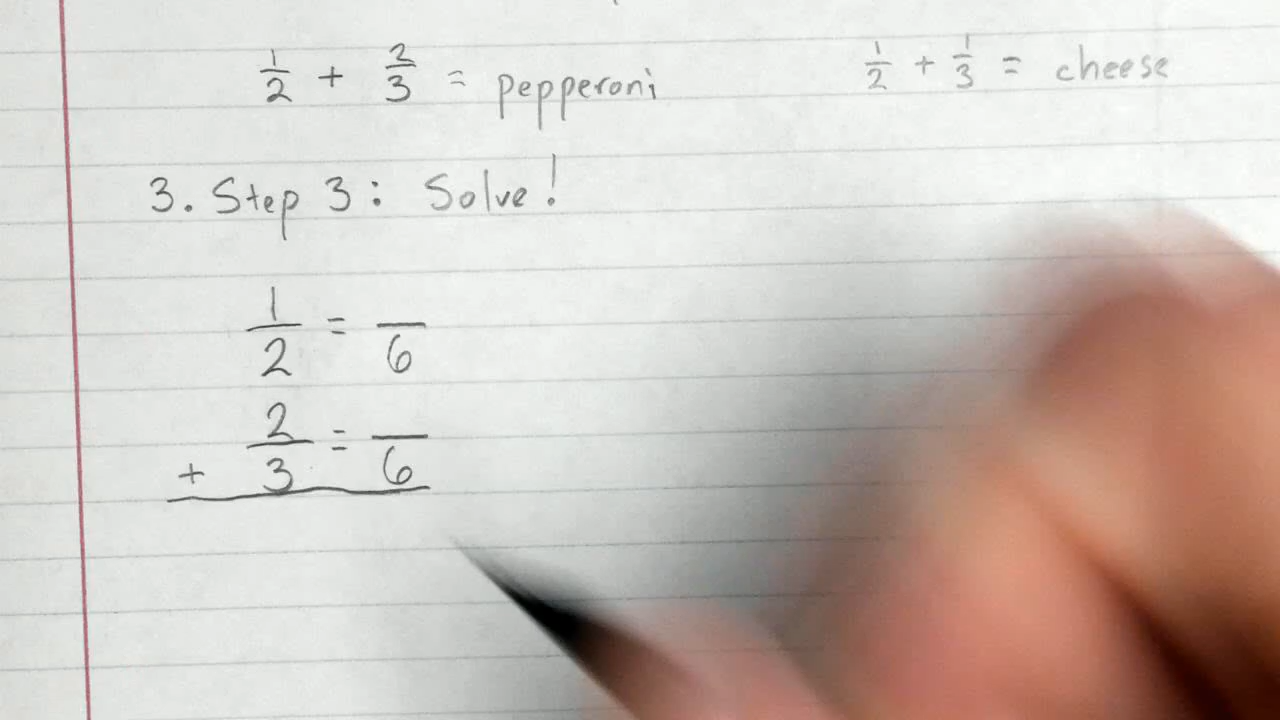 1/2 + 2/3 = pepperoni
1/2 + 1/3 = cheese
3. Step 3: Solve!
1/2 = /6
+ 2/3 = /6